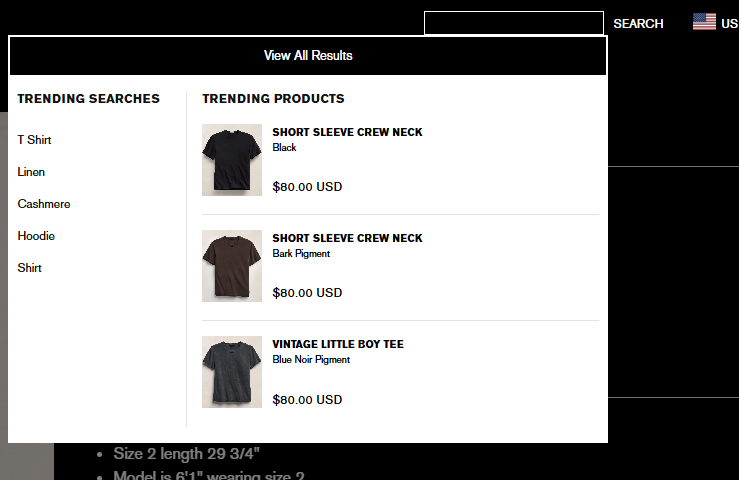 SEARCH
US
View All Results
TRENDING SEARCHES
T Shirt
Linen
Cashmere
Hoodie
Shirt
TRENDING PRODUCTS
SHORT SLEEVE CREW NECK
Black
$80.00 USD
SHORT SLEEVE CREW NECK
Bark Pigment
$80.00 USD
VINTAGE LITTLE BOY TEE
Blue Noir Pigment
$80.00 USD
• Size 2 length 29 3/4"
• Model is 6'1" wearing size 2